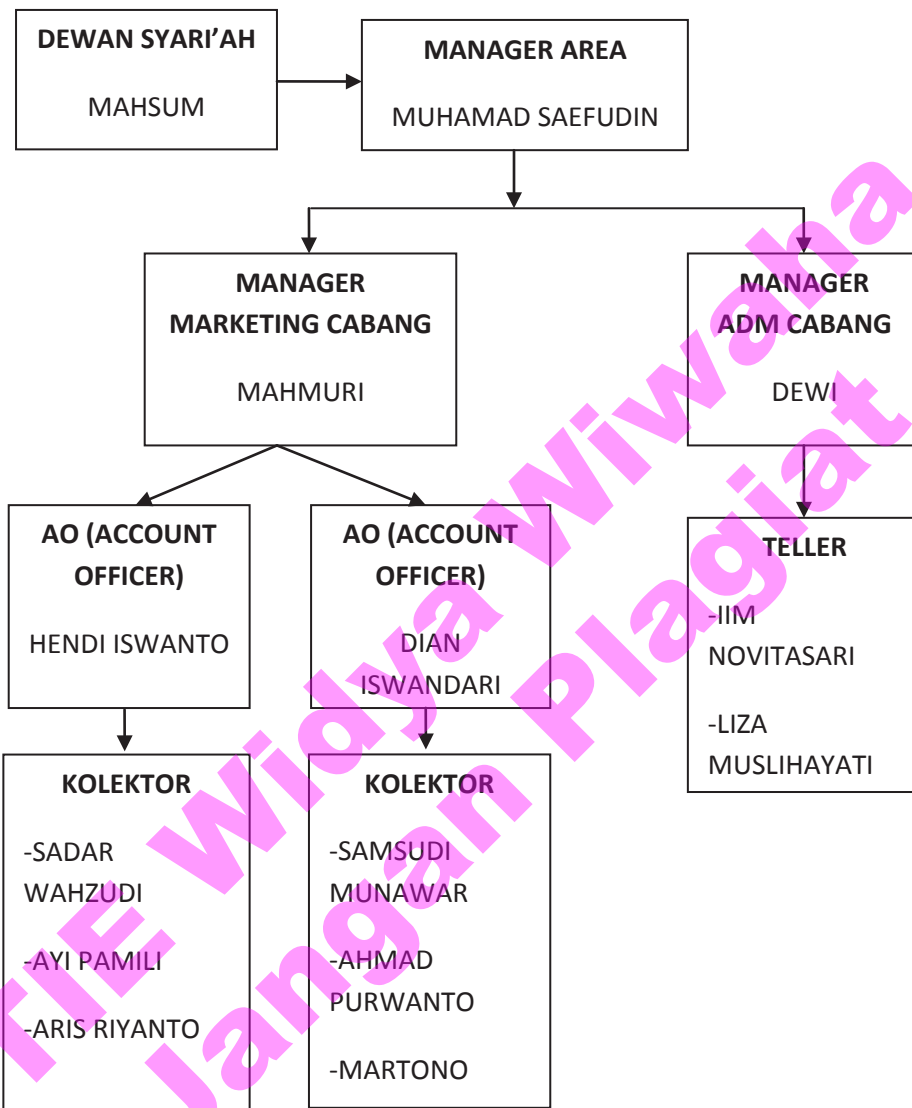 DEWAN SYARI’AH
MAHSUM
MANAGER AREA
MUHAMAD SAEFUDIN
MANAGER
MARKETING CABANG
MAHMURI
MANAGER
ADM CABANG
DEWI
AO (ACCOUNT
OFFICER)
HENDI ISWANTO
AO (ACCOUNT
OFFICER)
DIAN
ISWANDARI
TELLER
-IIM
NOVITASARI
-LIZA
MUSLIHAYATI
KOLEKTOR
-SADAR
WAHZUDI
-AYI PAMILI
-ARIS RIYANTO
KOLEKTOR
-SAMSUDI
MUNAWAR
-AHMAD
PURWANTO
-MARTONO
TIE Widya Wiwaha
Jangan Plagiat